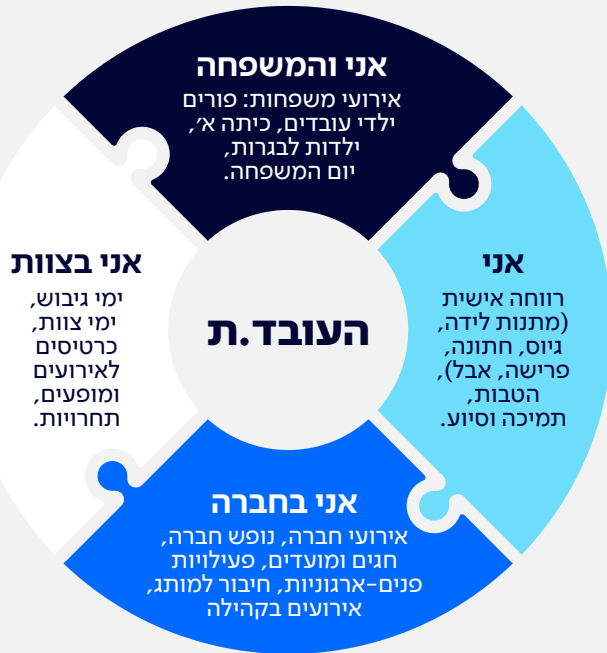 אני והמשפחה
אירועי משפחות: פורים
ילדי עובדים, כיתה א׳,
ילדות לבגרות,
יום המשפחה.
אני
רווחה אישית
(מתנות לידה,
גיוס, חתונה,
פרישה, אבל),
הטבות,
תמיכה וסיוע.
העובד.ת
אני בצוות
ימי גיבוש,
ימי צוות,
כרטיסים
לאירועים
ומופעים,
תחרויות.
אני בחברה
אירועי חברה, נופש חברה,
חגים ומועדים, פעילויות
פנים-ארגוניות, חיבור למותג,
אירועים בקהילה